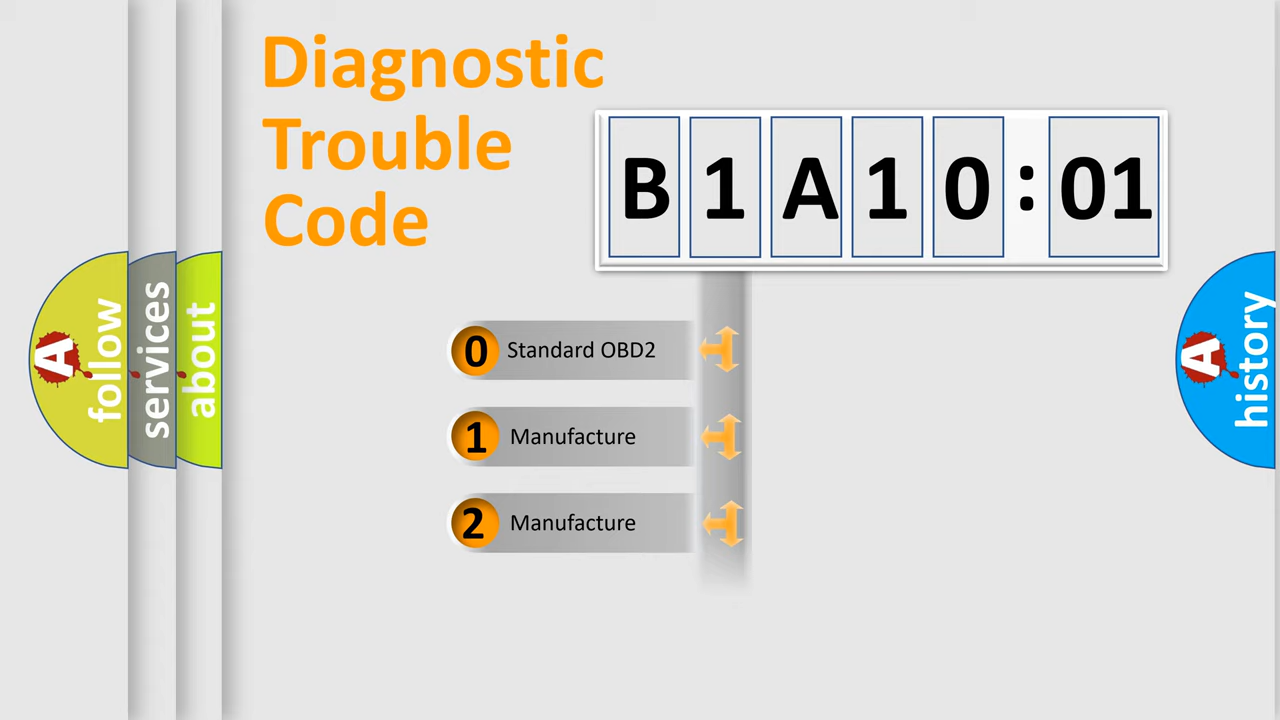 Diagnostic
Trouble
Code
B 1 A 1 0 : 01
0 Standard OBD2
1 Manufacture
2 Manufacture
A follow
services
about
A history